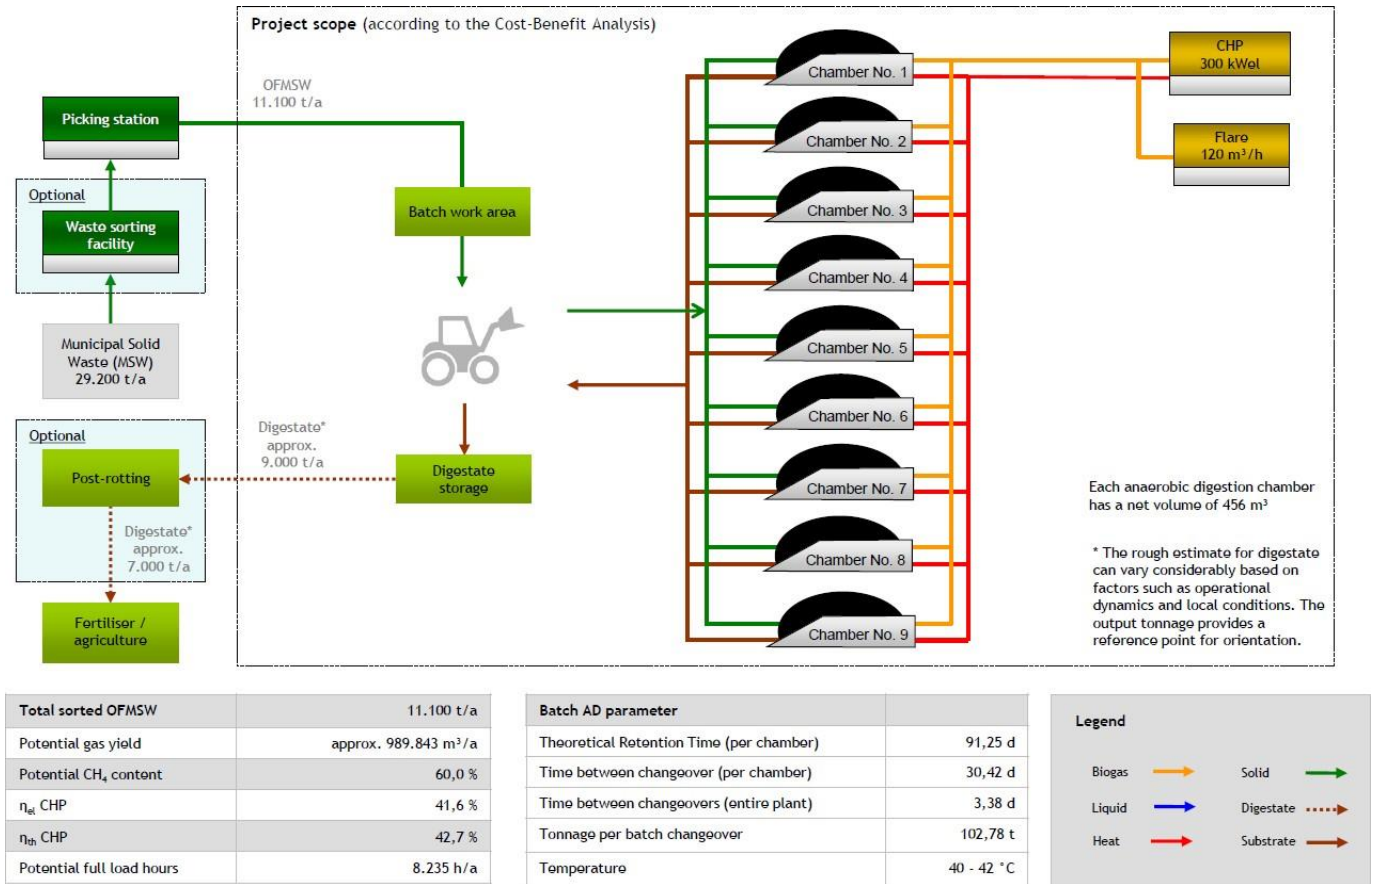 Project scope (according to the Cost-Benefit Analysis)
OFMSW
11.100 t/a
Picking station
Optional
Waste sorting
facility
Municipal Solid
Waste (MSW)
29.200 t/a
Batch work area
Optional
Post-rotting
Digestate*
approx.
9.000 t/a
Digestate
storage
Digestate*
approx.
7.000 t/a
Fertiliser /
agriculture
Chamber No. 1
Chamber No. 2
Chamber No. 3
Chamber No. 4
Chamber No. 5
Chamber No. 6
Chamber No. 7
Chamber No. 8
Chamber No. 9
CHP
300 kWel
Flare
120 m³/h
Each anaerobic digestion chamber
has a net volume of 456 m³
* The rough estimate for digestate
can vary considerably based on
factors such as operational
dynamics and local conditions. The
output tonnage provides a
reference point for orientation.
Total sorted OFMSW 11.100 t/a
Potential gas yield approx. 989.843 m³/a
Potential CH₄ content 60,0 %
ηel CHP 41,6 %
ηth CHP 42,7 %
Potential full load hours 8.235 h/a
Batch AD parameter
Theoretical Retention Time (per chamber) 91,25 d
Time between changeover (per chamber) 30,42 d
Time between changeovers (entire plant) 3,38 d
Tonnage per batch changeover 102,78 t
Temperature 40 - 42 °C
Legend
Biogas Solid
Liquid Digestate
Heat Substrate